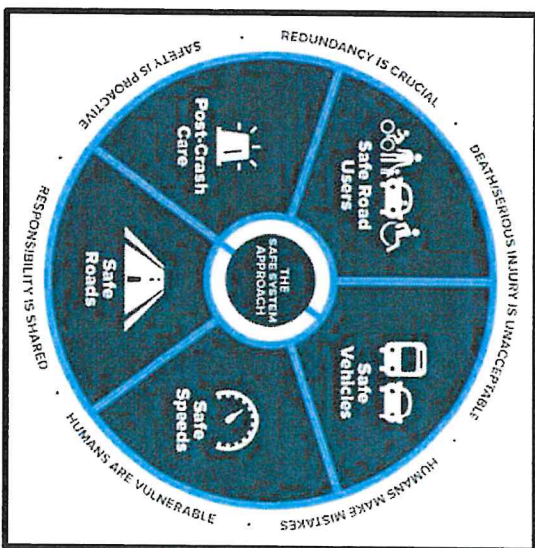 THE
SAFE SYSTEM
APPROACH
Safe Road
Users
Safe
Vehicles
Safe
Speeds
Safe
Roads
Post-Crash
Care
DEATH/SERIOUS INJURY IS UNACCEPTABLE
HUMANS MAKE MISTAKES
HUMANS ARE VULNERABLE
RESPONSIBILITY IS SHARED
SAFETY IS PROACTIVE
REDUNDANCY IS CRUCIAL